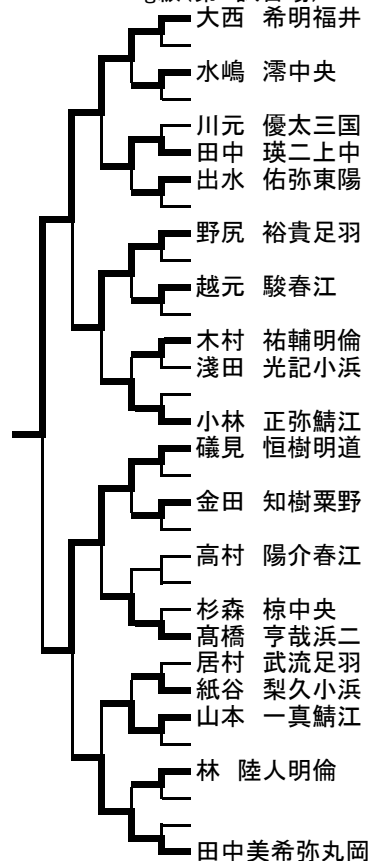 大西 希明福井
水嶋 澪中央
川元 優太三国
田中 瑛二上中
出水 佑弥東陽
野尻 裕貴足羽
越元 駿春江
木村 祐輔明倫
淺田 光記小浜
小林 正弥鯖江
礒見 恒樹明道
金田 知樹粟野
高村 陽介春江
杉森 椋中央
髙橋 亨哉浜二
居村 武流足羽
紙谷 梨久小浜
山本 一真鯖江
林 陸人明倫
田中美希弥丸岡